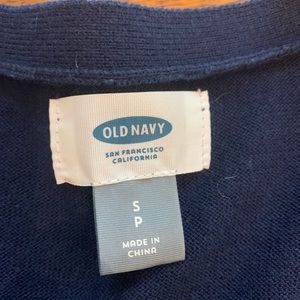 OLD NAVY
SAN FRANCISCO
CALIFORNIA
S
P
MADE IN
CHINA